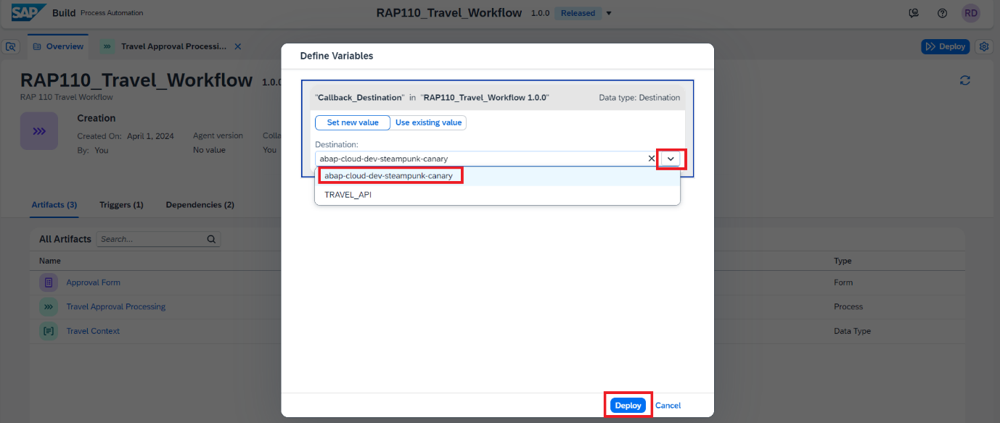 SAP Build Process Automation
RAP110_Travel_Workflow 1.0.0 Released
RD
Overview
Travel Approval Processi...
Deploy
RAP110_Travel_Workflow 1.0.0
RAP 110 Travel Workflow
Creation
Created On: April 1, 2024
By: You
Agent version
No value
Colla
You
Artifacts (3) Triggers (1) Dependencies (2)
All Artifacts Search...
Name Type
Approval Form Form
Travel Approval Processing Process
Travel Context Data Type
Define Variables
"Callback_Destination" in "RAP110_Travel_Workflow 1.0.0" Data type: Destination
Set new value Use existing value
Destination:
abap-cloud-dev-steampunk-canary
abap-cloud-dev-steampunk-canary
TRAVEL_API
Deploy Cancel